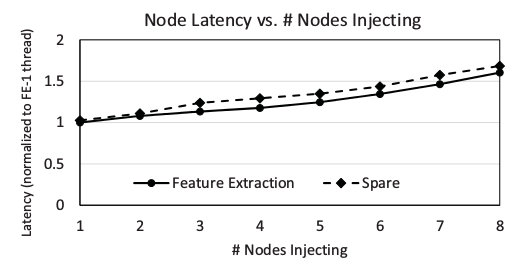 Node Latency vs. # Nodes Injecting
Latency (normalized to FE-1 thread)
2
1.5
1
0.5
0
Feature Extraction
Spare
1 2 3 4 5 6 7 8
# Nodes Injecting